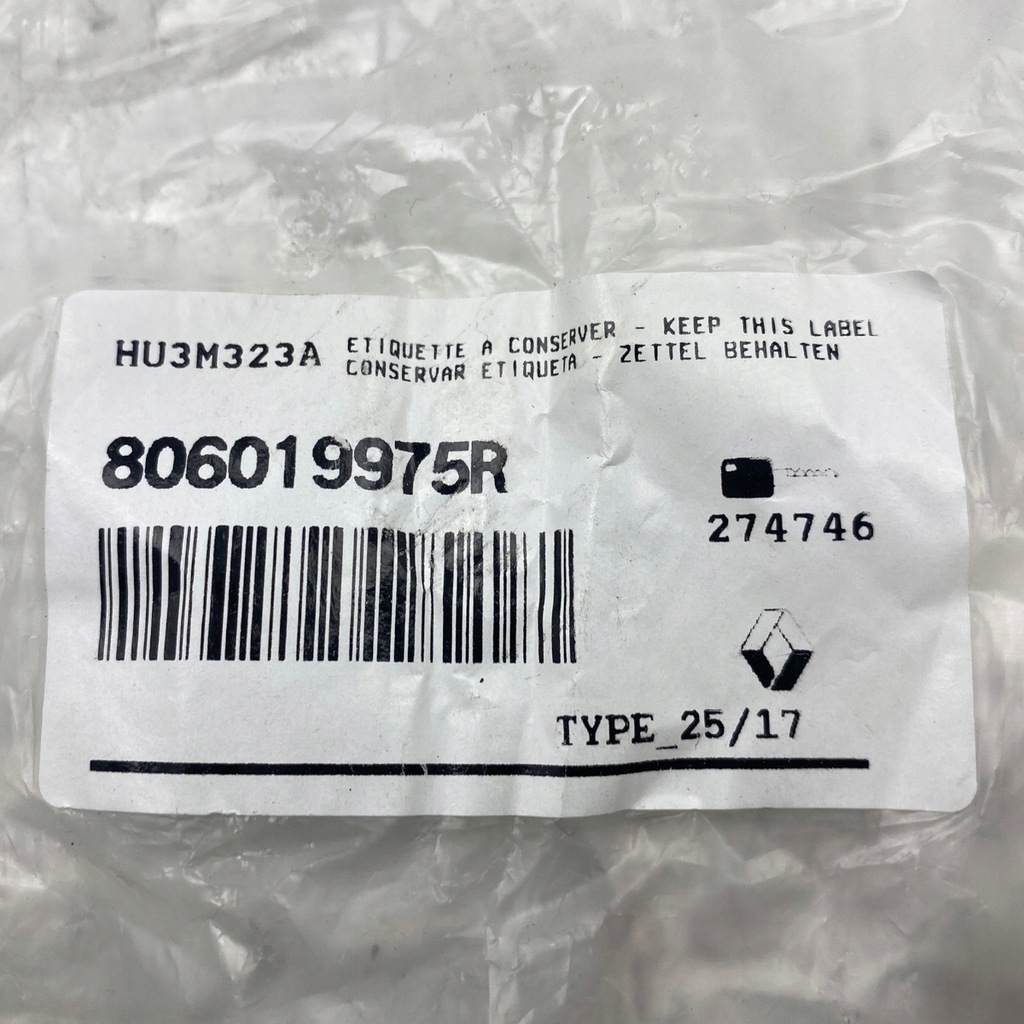 HU3M323A
ETIQUETTE A CONSERVER - KEEP THIS LABEL
CONSERVAR ETIQUETA - ZETTEL BEHALTEN
806019975R
274746
TYPE_25/17